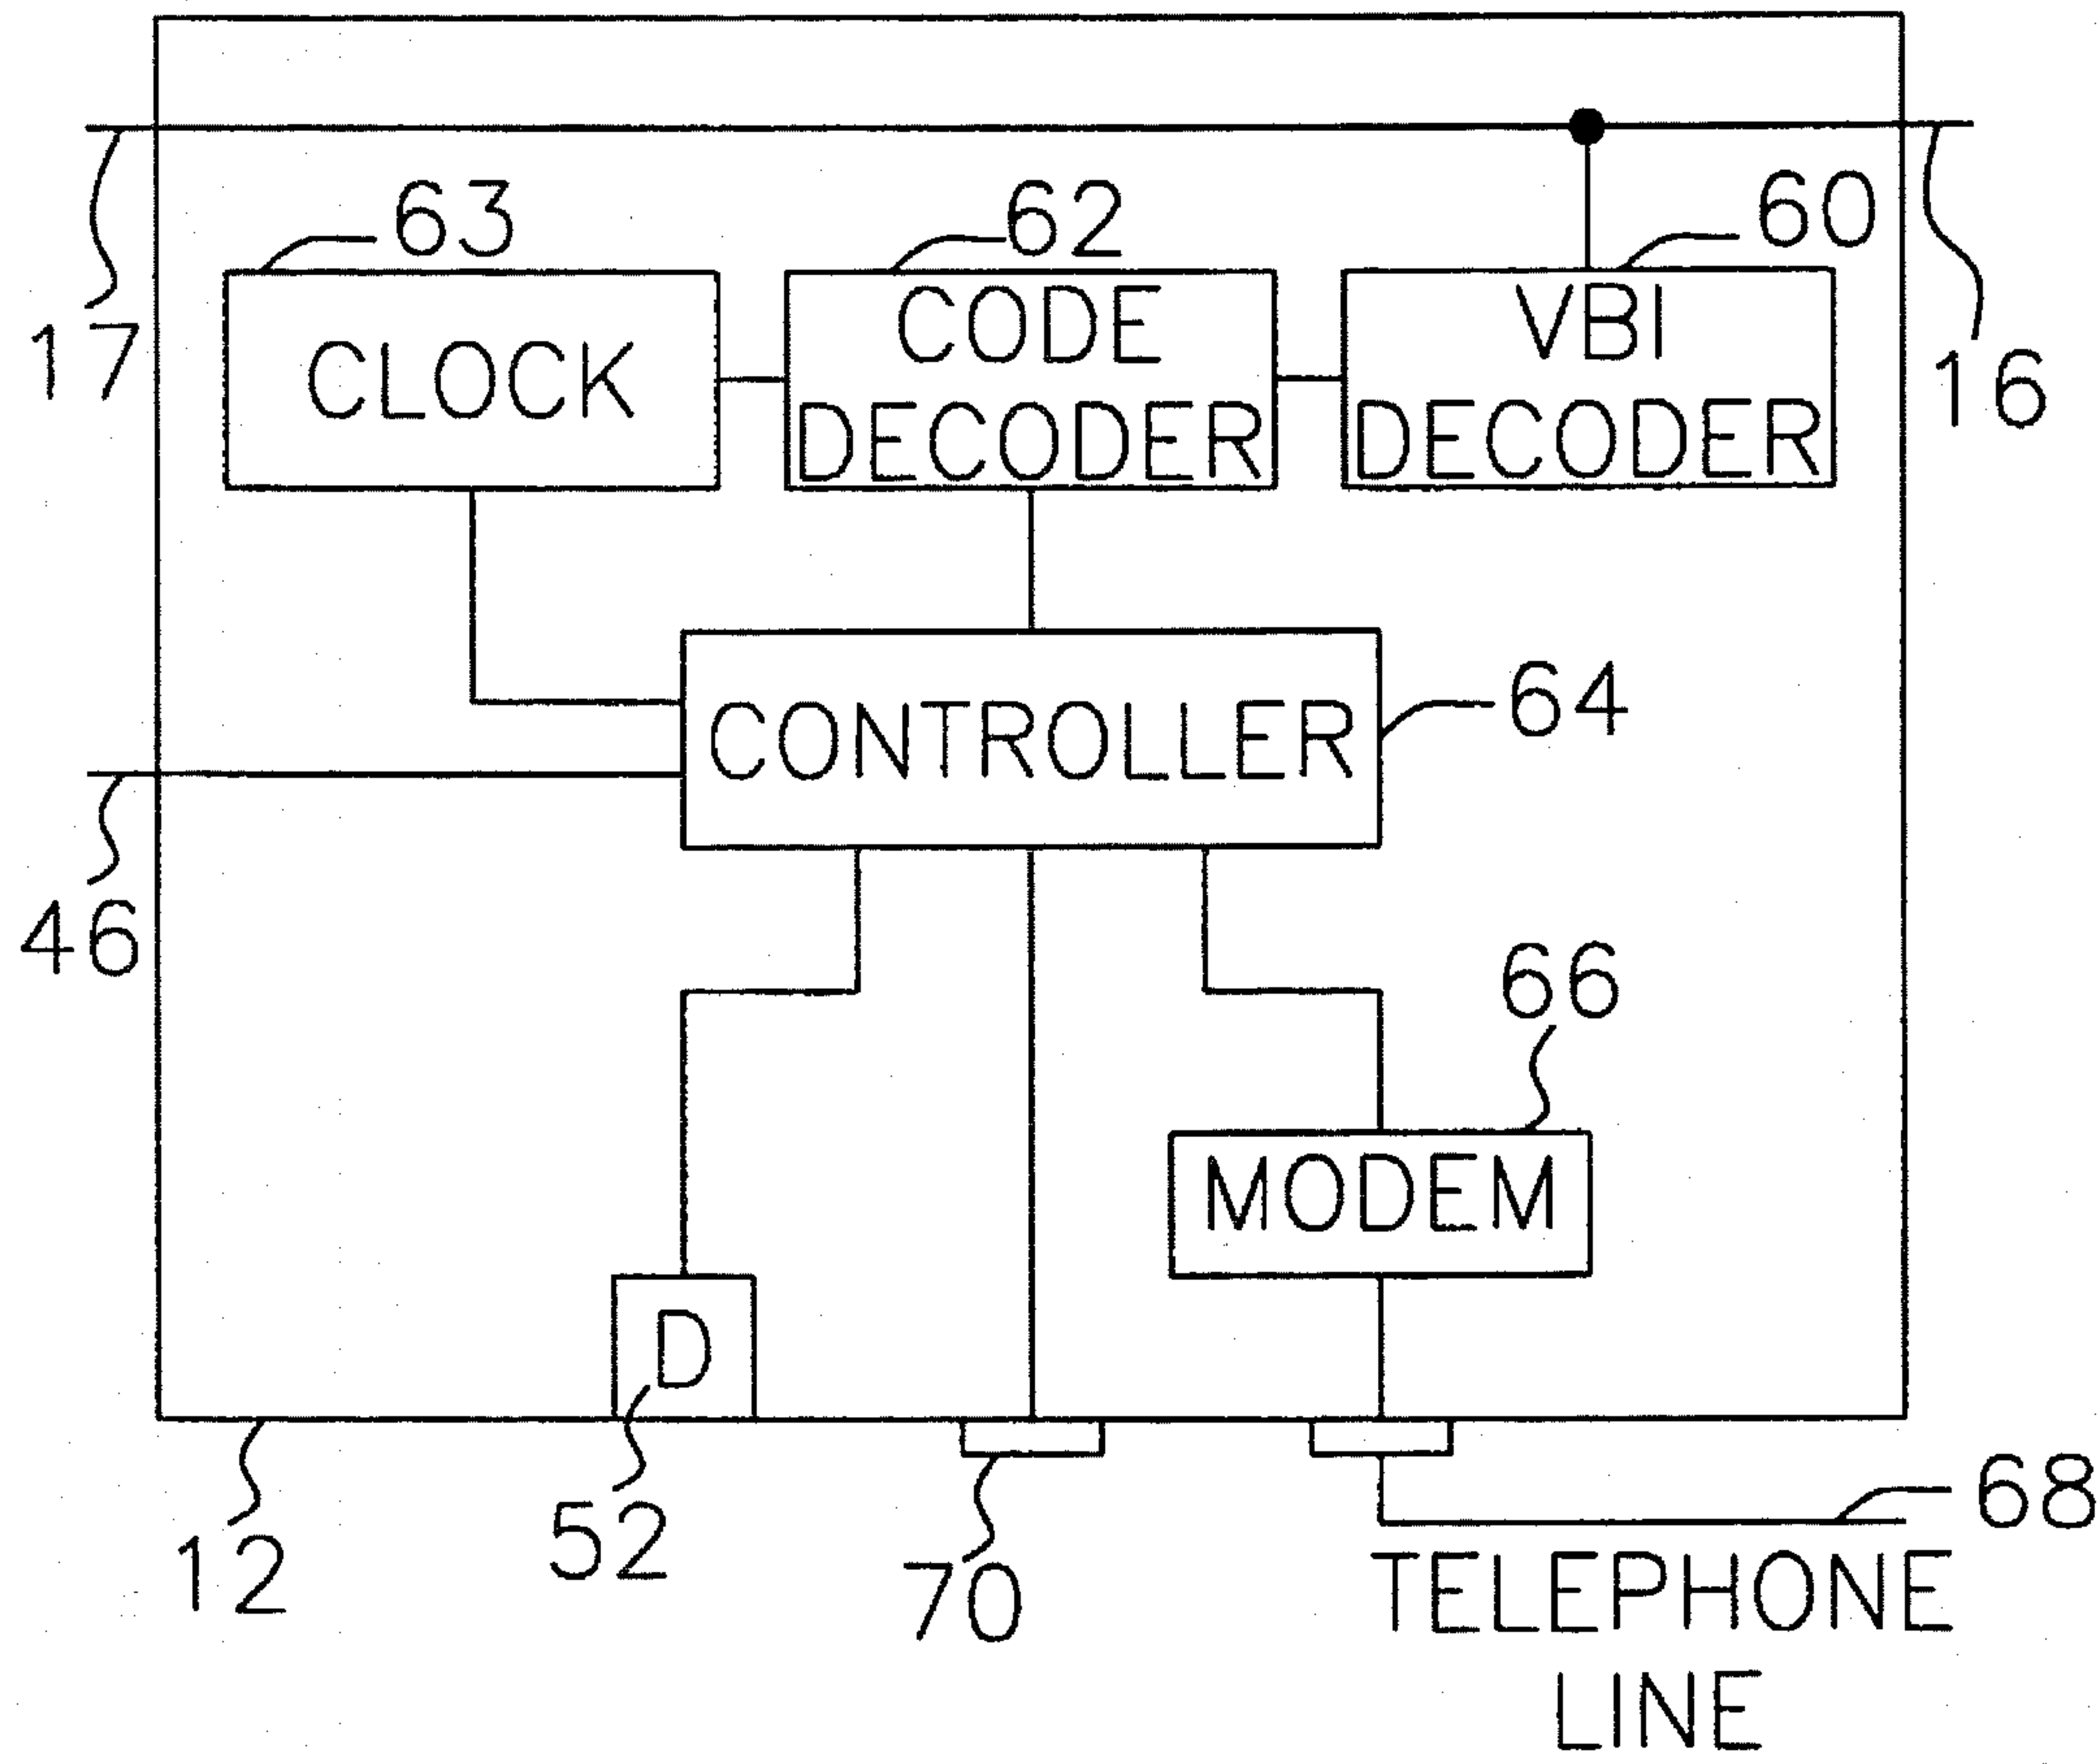 63
62
60
17
CLOCK
CODE
DECODER
VBI
DECODER
16
CONTROLLER
64
46
66
MODEM
D
12
52
70
68
TELEPHONE
LINE